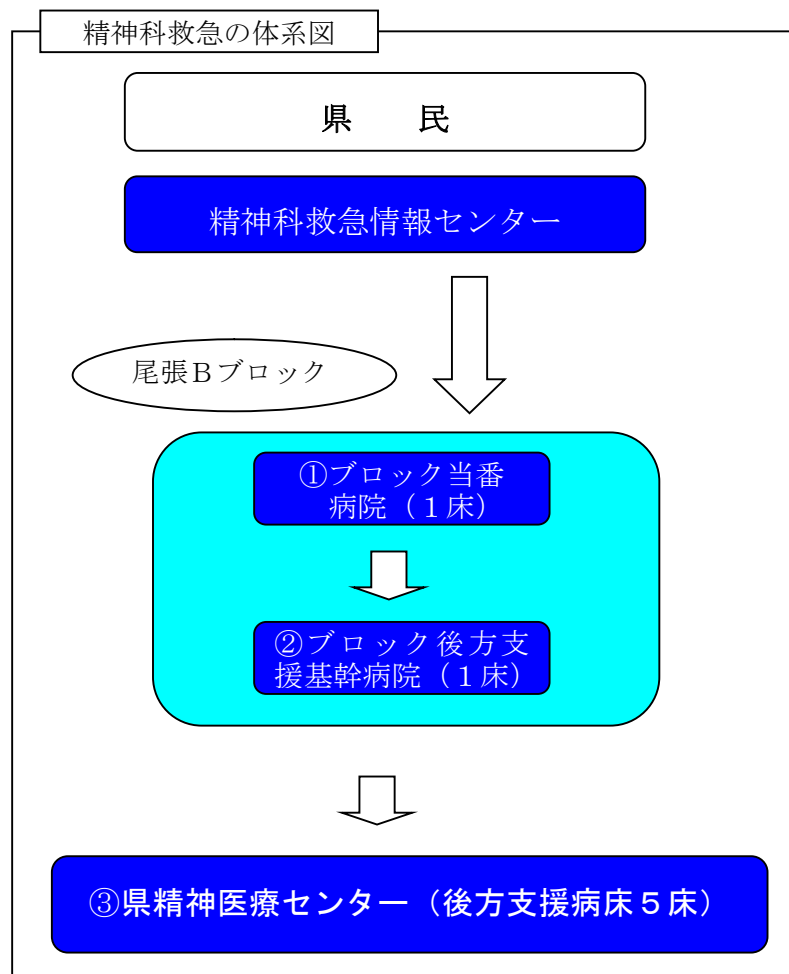 精神科救急の体系図
県　　民
精神科救急情報センター
尾張Ｂブロック
①ブロック当番
病院（１床）
②ブロック後方支
援基幹病院（１床）
③県精神医療センター（後方支援病床５床）